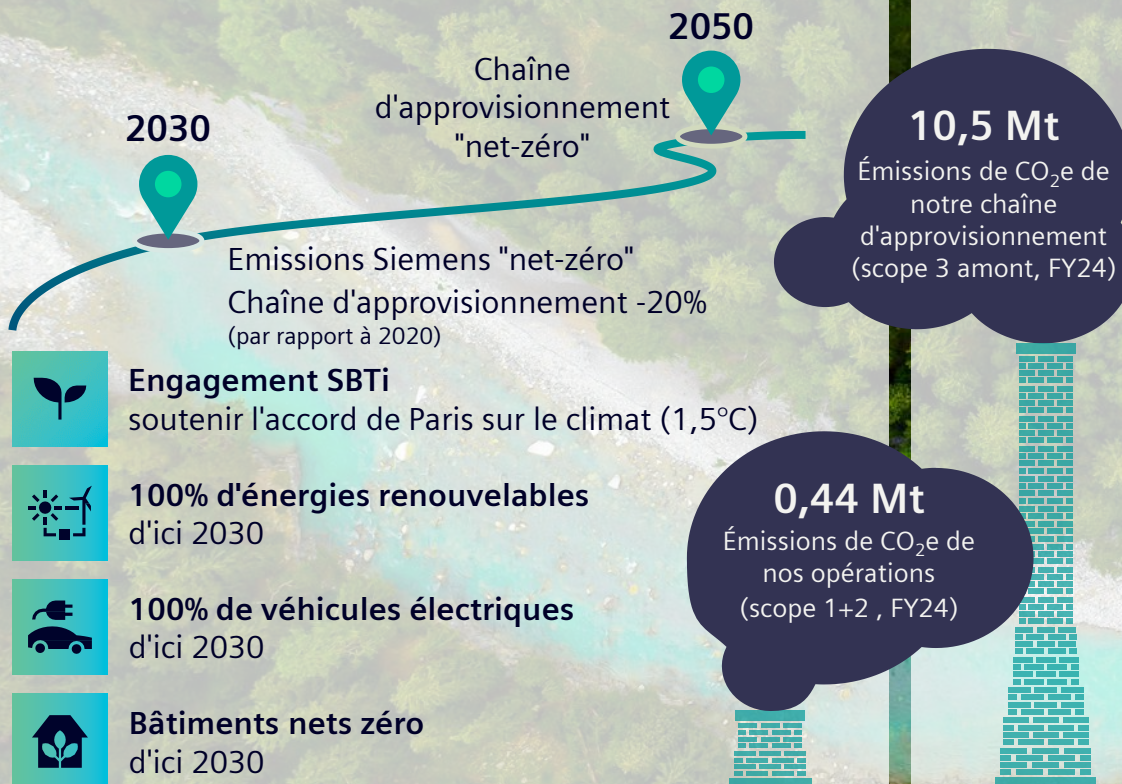 2050
Chaîne
d'approvisionnement
"net-zéro"
2030
Emissions Siemens "net-zéro"
Chaîne d'approvisionnement -20%
(par rapport à 2020)
Engagement SBTi
soutenir l'accord de Paris sur le climat (1,5°C)
100% d'énergies renouvelables
d'ici 2030
100% de véhicules électriques
d'ici 2030
Bâtiments nets zéro
d'ici 2030
10,5 Mt
Émissions de CO₂e de
notre chaîne
d'approvisionnement
(scope 3 amont, FY24)
0,44 Mt
Émissions de CO₂e de
nos opérations
(scope 1+2 , FY24)